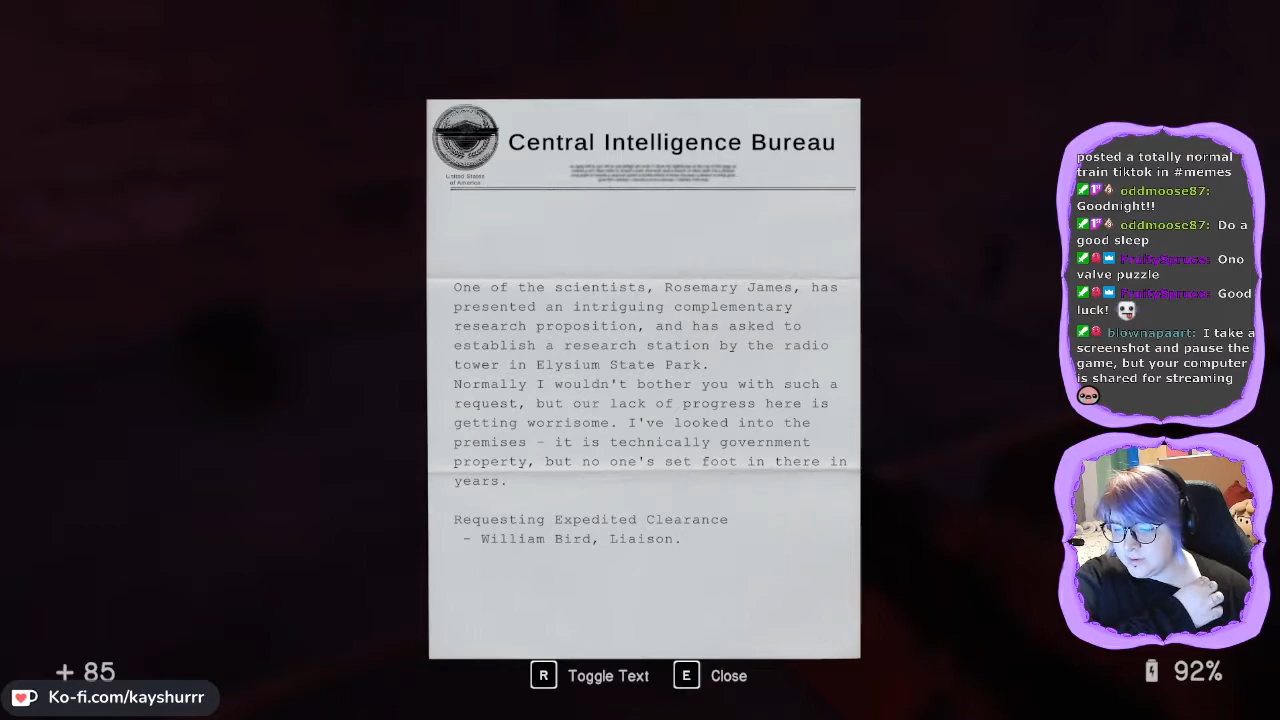 Central Intelligence Bureau
United States
of America
One of the scientists, Rosemary James, has
presented an intriguing complementary
research proposition, and has asked to
establish a research station by the radio
tower in Elysium State Park.
Normally I wouldn't bother you with such a
request, but our lack of progress here is
getting worrisome. I've looked into the
premises - it is technically government
property, but no one's set foot in there in
years.
Requesting Expedited Clearance
- William Bird, Liaison.
R Toggle Text E Close
+ 85
92%
Ko-fi.com/kayshurrr
posted a totally normal
train tiktok in #memes
oddmoose87:
Goodnight!!
oddmoose87: Do a
good sleep
FruitySpruce: Ono
valve puzzle
FruitySpruce: Good
luck!
blownapaart: I take a
screenshot and pause the
game, but your computer
is shared for streaming